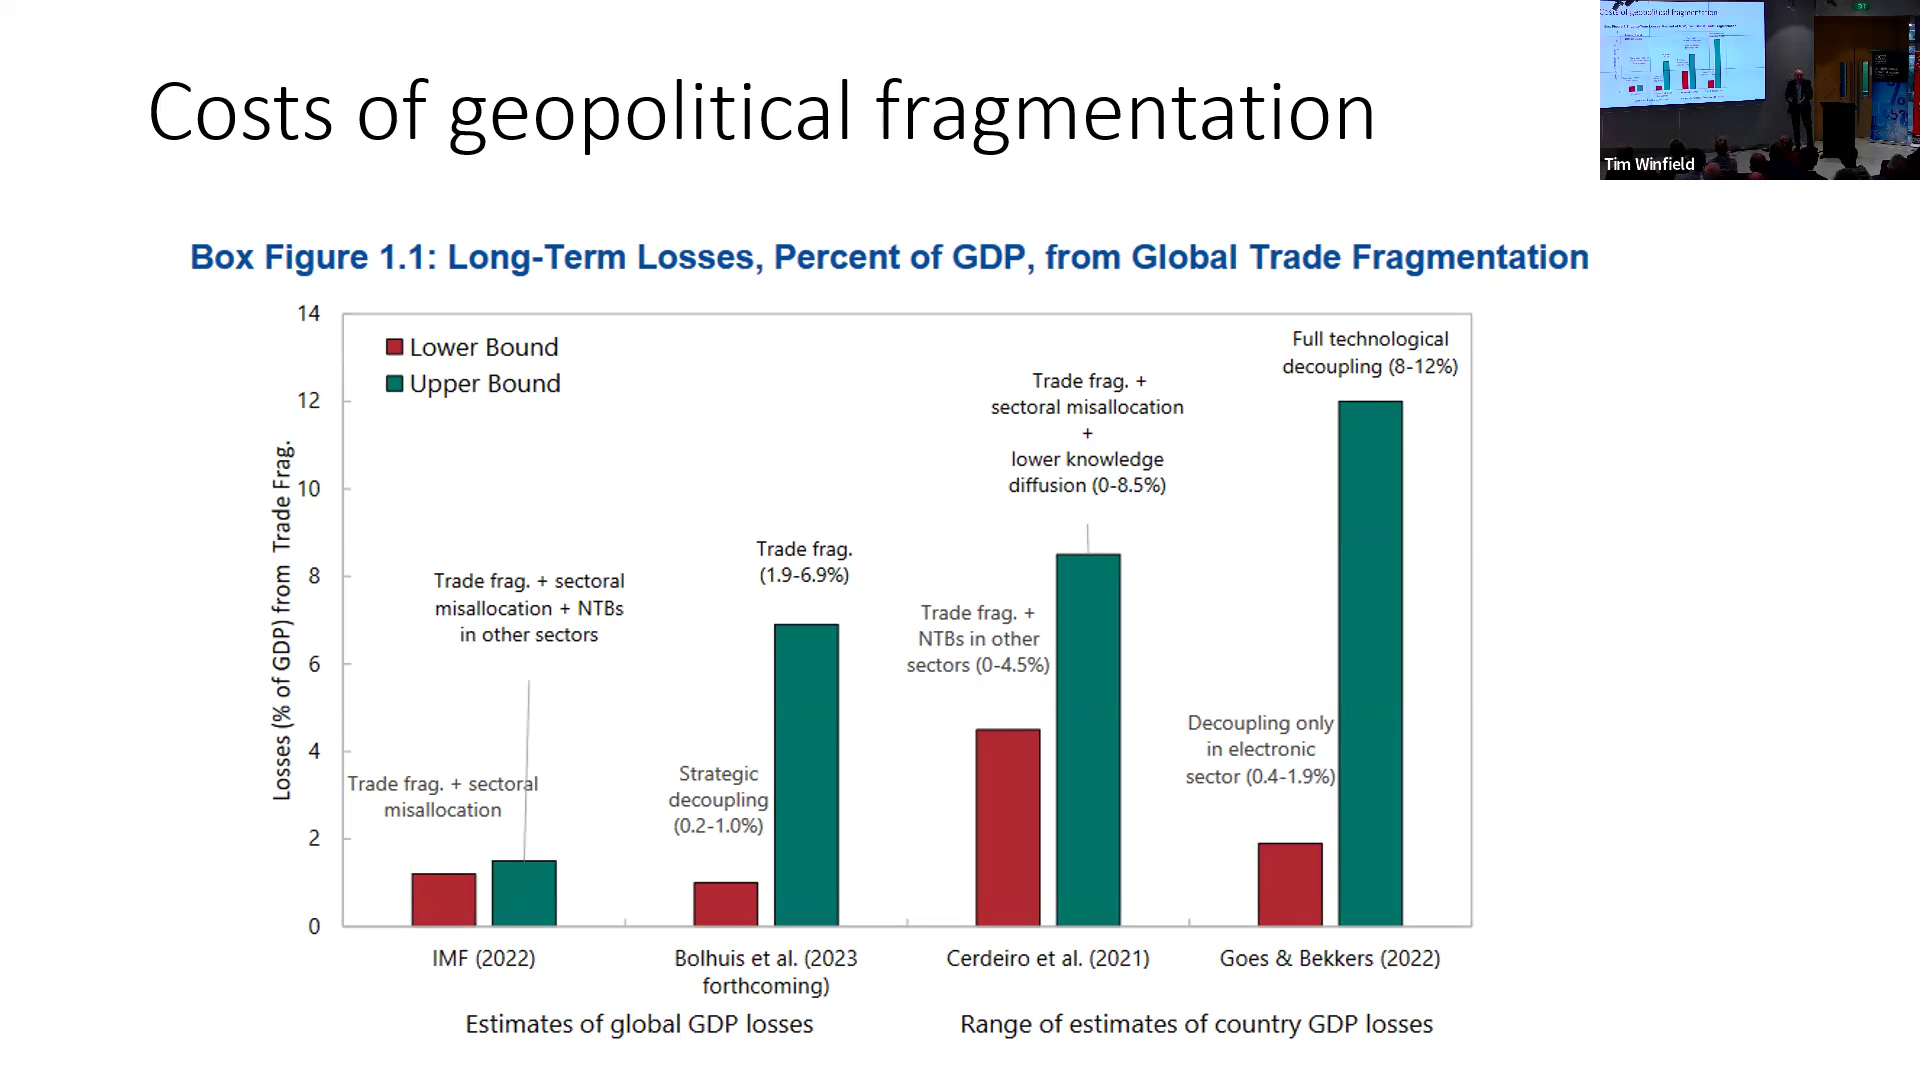 Costs of geopolitical fragmentation
Tim Winfield
Box Figure 1.1: Long-Term Losses, Percent of GDP, from Global Trade Fragmentation
Losses (% of GDP) from Trade Frag.
14
12
10
8
6
4
2
0
Lower Bound
Upper Bound
Trade frag. + sectoral
misallocation
Trade frag. + sectoral
misallocation + NTBs
in other sectors
Strategic
decoupling
(0.2-1.0%)
Trade frag.
(1.9-6.9%)
Trade frag. +
NTBs in other
sectors (0-4.5%)
Trade frag. +
sectoral misallocation
+
lower knowledge
diffusion (0-8.5%)
Decoupling only
in electronic
sector (0.4-1.9%)
Full technological
decoupling (8-12%)
IMF (2022)
Bolhuis et al. (2023
forthcoming)
Cerdeiro et al. (2021)
Goes & Bekkers (2022)
Estimates of global GDP losses
Range of estimates of country GDP losses
Costs of geopolitical fragmentation